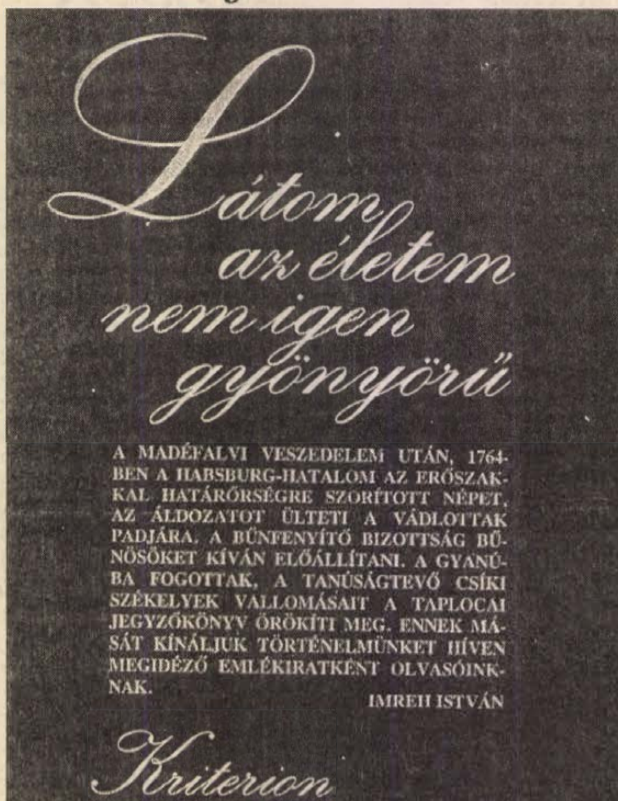 Látom
az életem
nem igen
gyönyörű
A MADÉFALVI VESZEDELEM UTÁN, 1764-
BEN A HABSBURG-HATALOM AZ ERŐSZAK-
KAL HATÁRŐRSÉGRE SZORÍTOTT NÉPET,
AZ ÁLDOZATOT ÜLTETI A VÁDLOTTAK
PADJÁRA. A BŰNFENYÍTŐ BIZOTTSÁG BŰ-
NÖSÖKET KÍVÁN ELŐÁLLÍTANI. A GYANÚ-
BA FOGOTTAK, A TANÚSÁGTEVŐ CSÍKI
SZÉKELYEK VALLOMÁSAIT A TAPLOCAI
JEGYZŐKÖNYV ÖRÖKÍTI MEG. ENNEK MÁ-
SÁT KÍNÁLJUK TÖRTÉNELMÜNKET HÍVEN
MEGIDÉZŐ EMLÉKIRATKÉNT OLVASÓINK-
NAK.
IMREH ISTVÁN
Kriterion